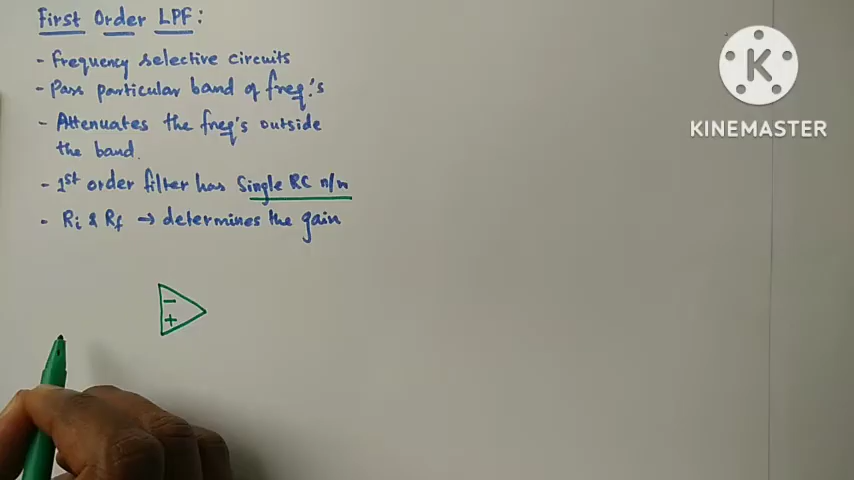 First Order LPF:
- Frequency selective circuits
- Pass particular band of freq's
- Attenuates the freq's outside
the band.
- 1st order filter has Single RC n/w
- Ri & Rf → determines the gain
-
+
K
KINEMASTER